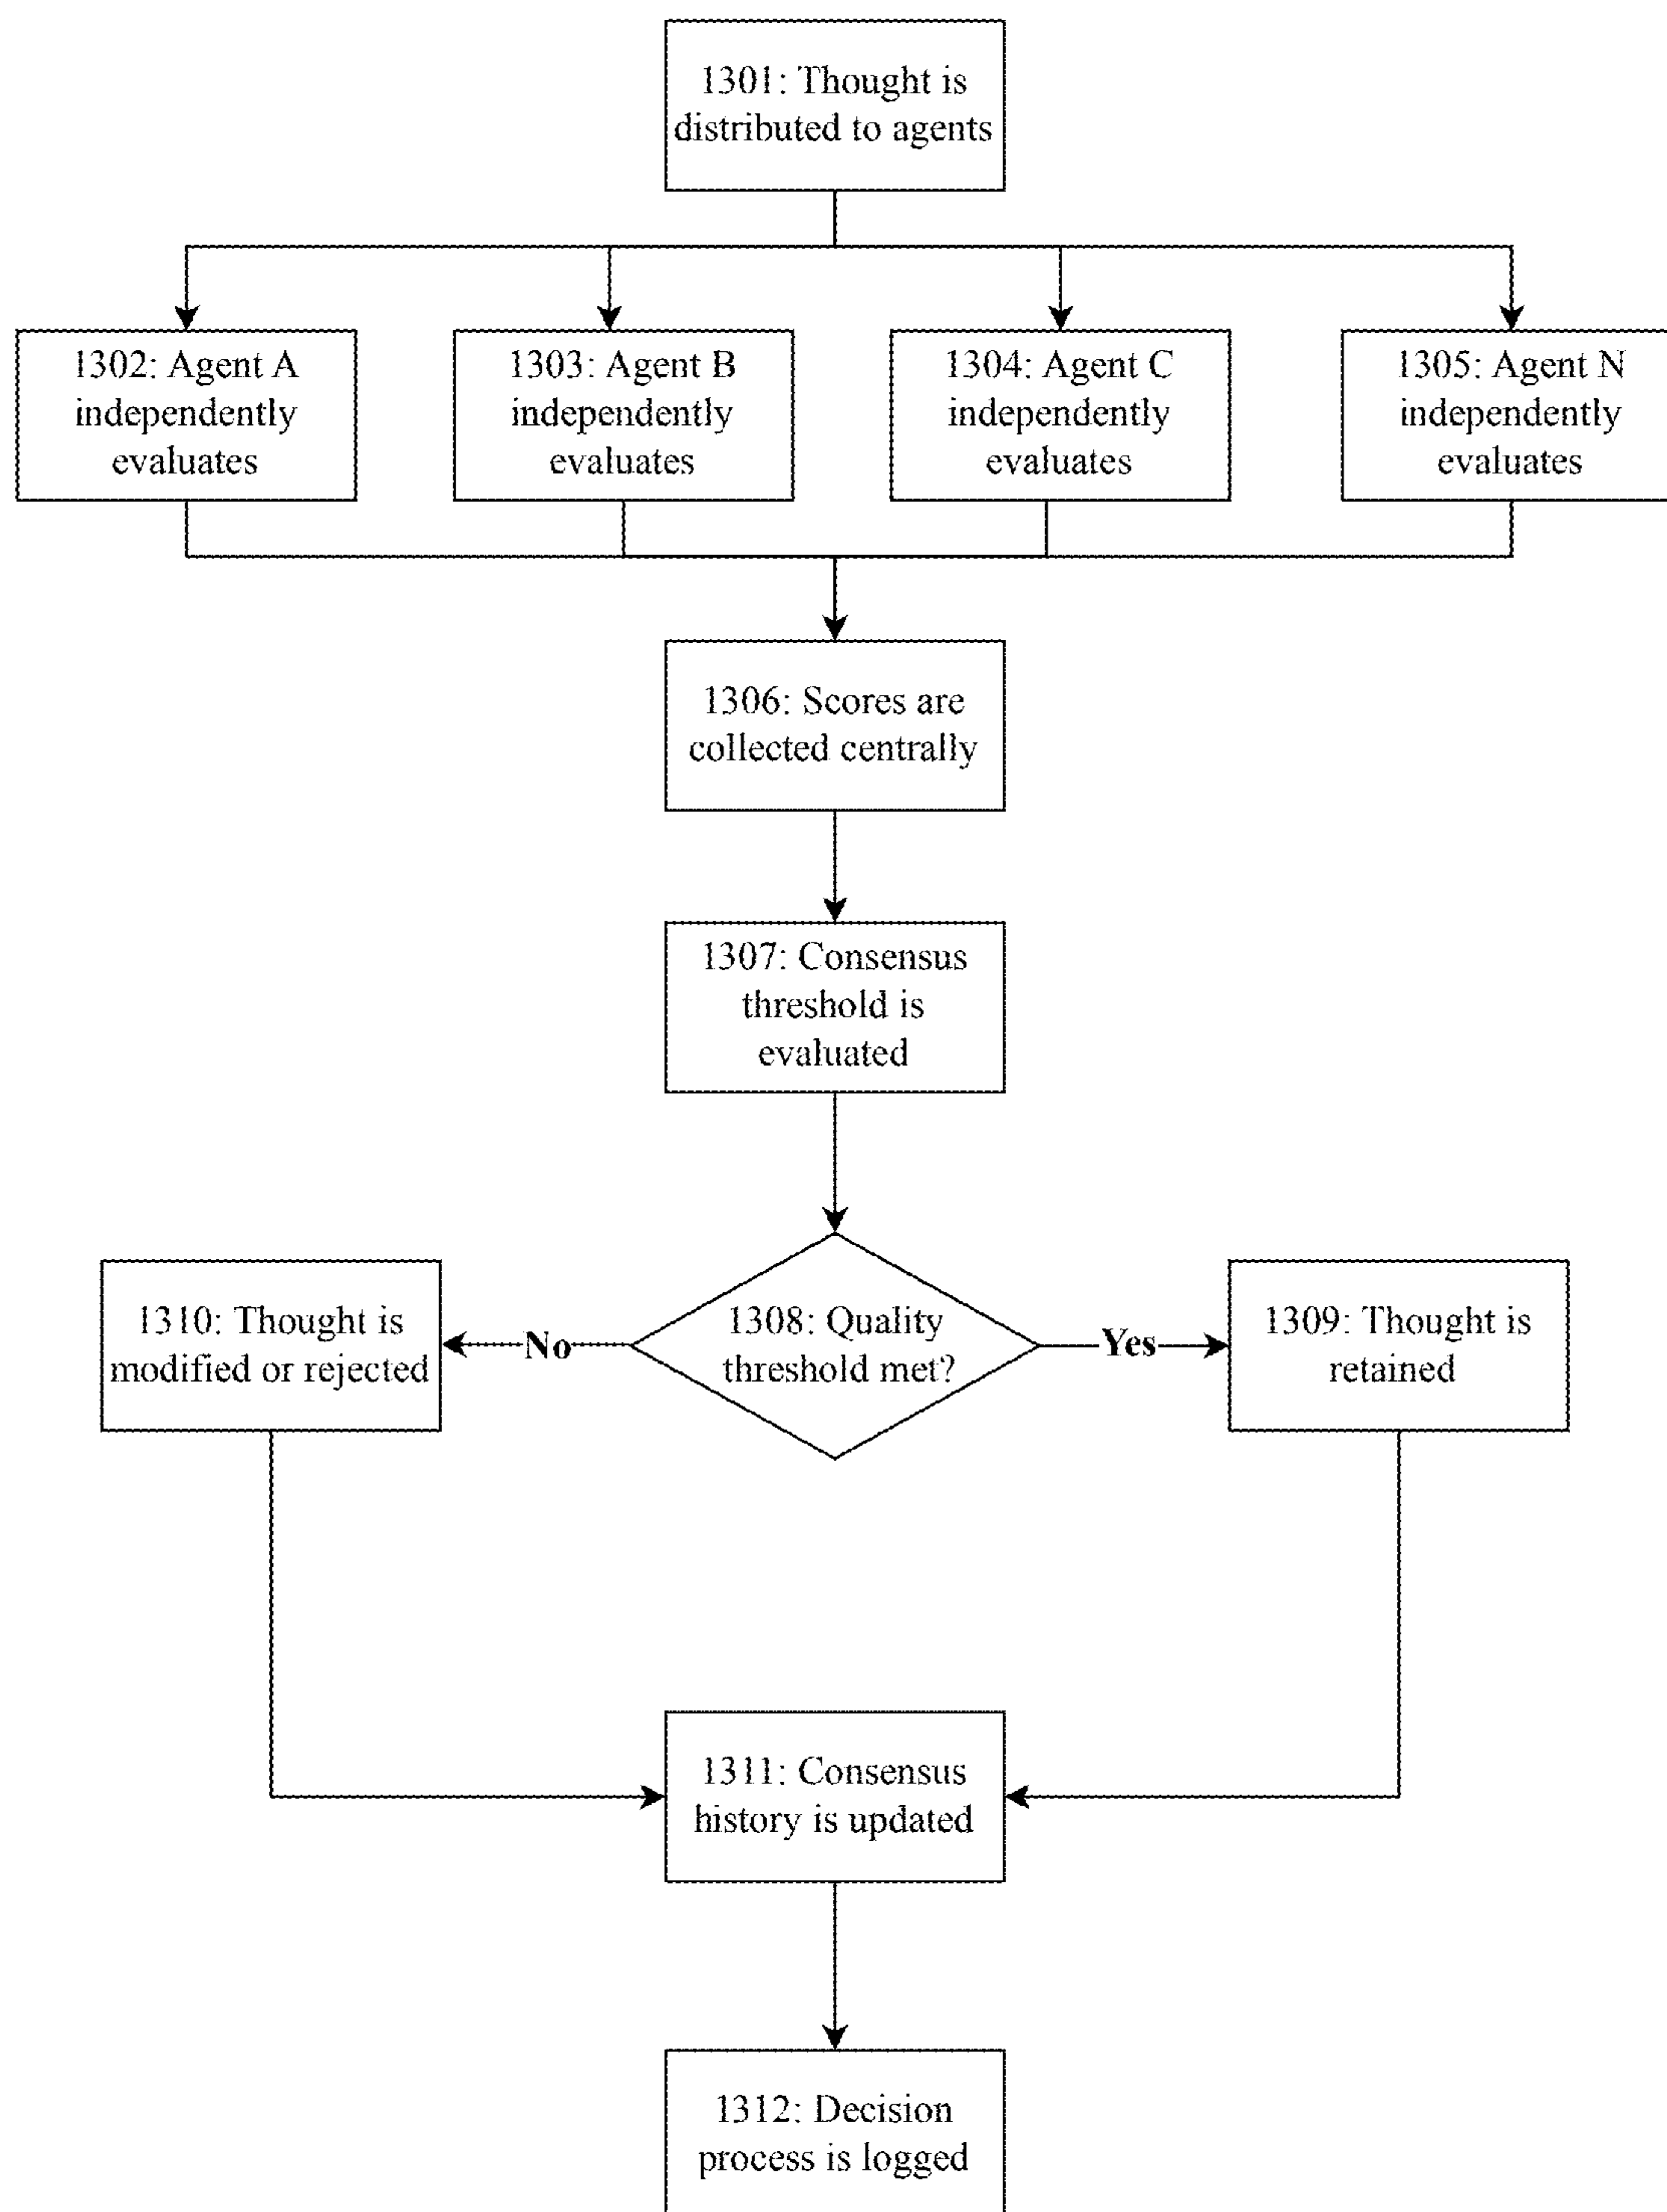 1301: Thought is
distributed to agents
1302: Agent A
independently
evaluates
1303: Agent B
independently
evaluates
1304: Agent C
independently
evaluates
1305: Agent N
independently
evaluates
1306: Scores are
collected centrally
1307: Consensus
threshold is
evaluated
1310: Thought is
modified or rejected
No
1308: Quality
threshold met?
Yes
1309: Thought is
retained
1311: Consensus
history is updated
1312: Decision
process is logged